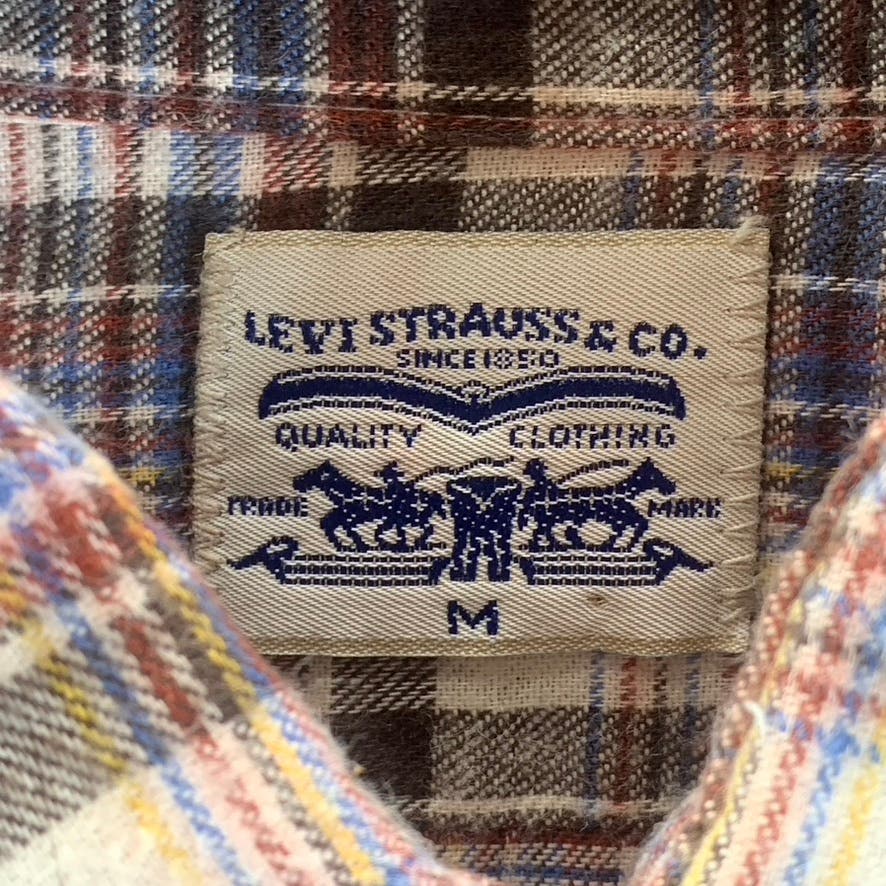 LEVI STRAUSS & CO.
SINCE 1850
QUALITY CLOTHING
TRADE MARK
M